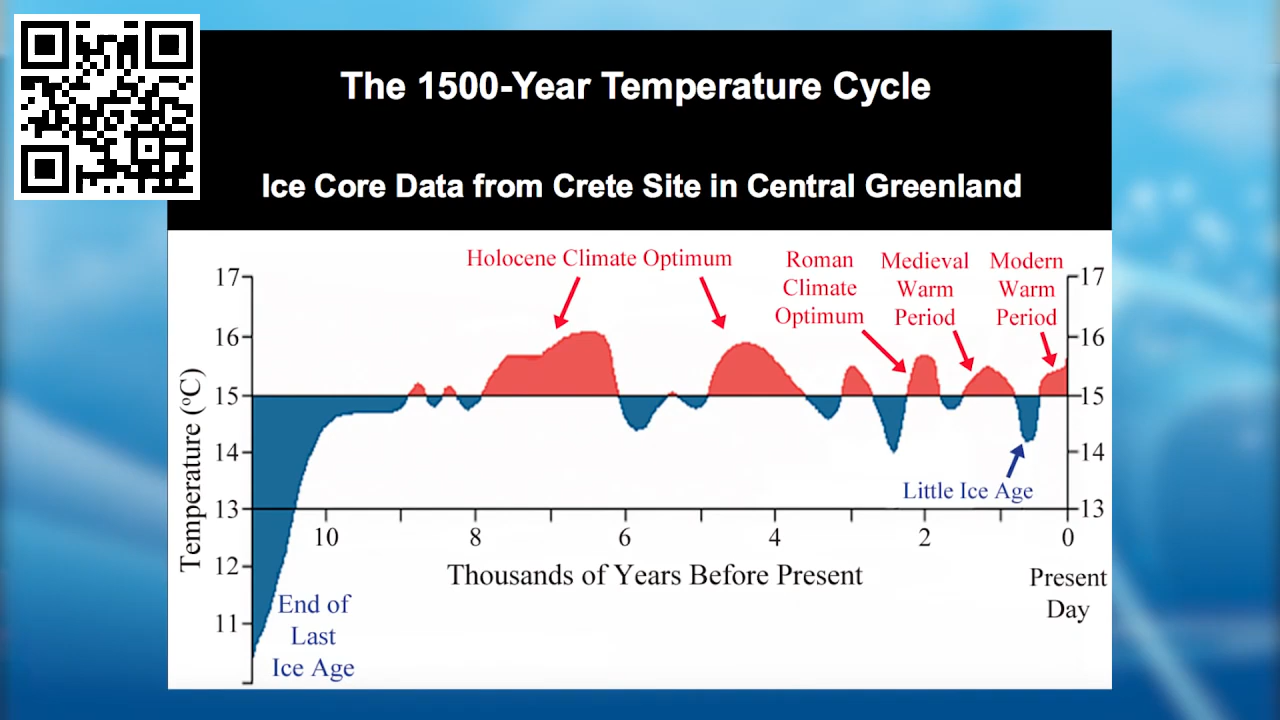 The 1500-Year Temperature Cycle
Ice Core Data from Crete Site in Central Greenland
Holocene Climate Optimum
Roman
Climate
Optimum
Medieval
Warm
Period
Modern
Warm
Period
Temperature (°C)
17
16
15
14
13
12
11
17
16
15
14
13
Little Ice Age
10
8
6
4
2
0
Thousands of Years Before Present
Present
Day
End of
Last
Ice Age